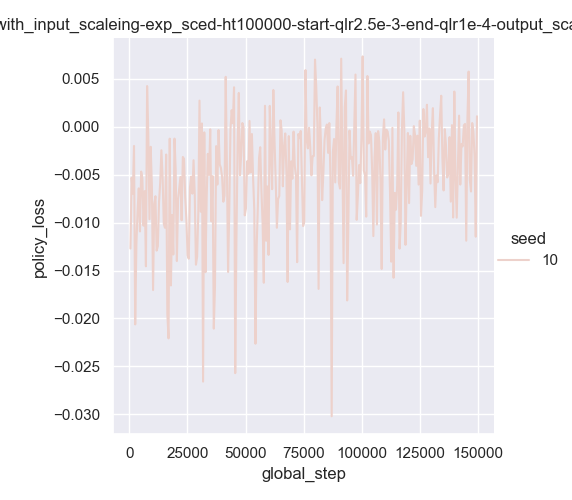 with_input_scaleing-exp_sced-ht100000-start-qlr2.5e-3-end-qlr1e-4-output_sca
0.005
0.000
−0.005
−0.010
−0.015
−0.020
−0.025
−0.030
policy_loss
seed
10
0 25000 50000 75000 100000 125000 150000
global_step